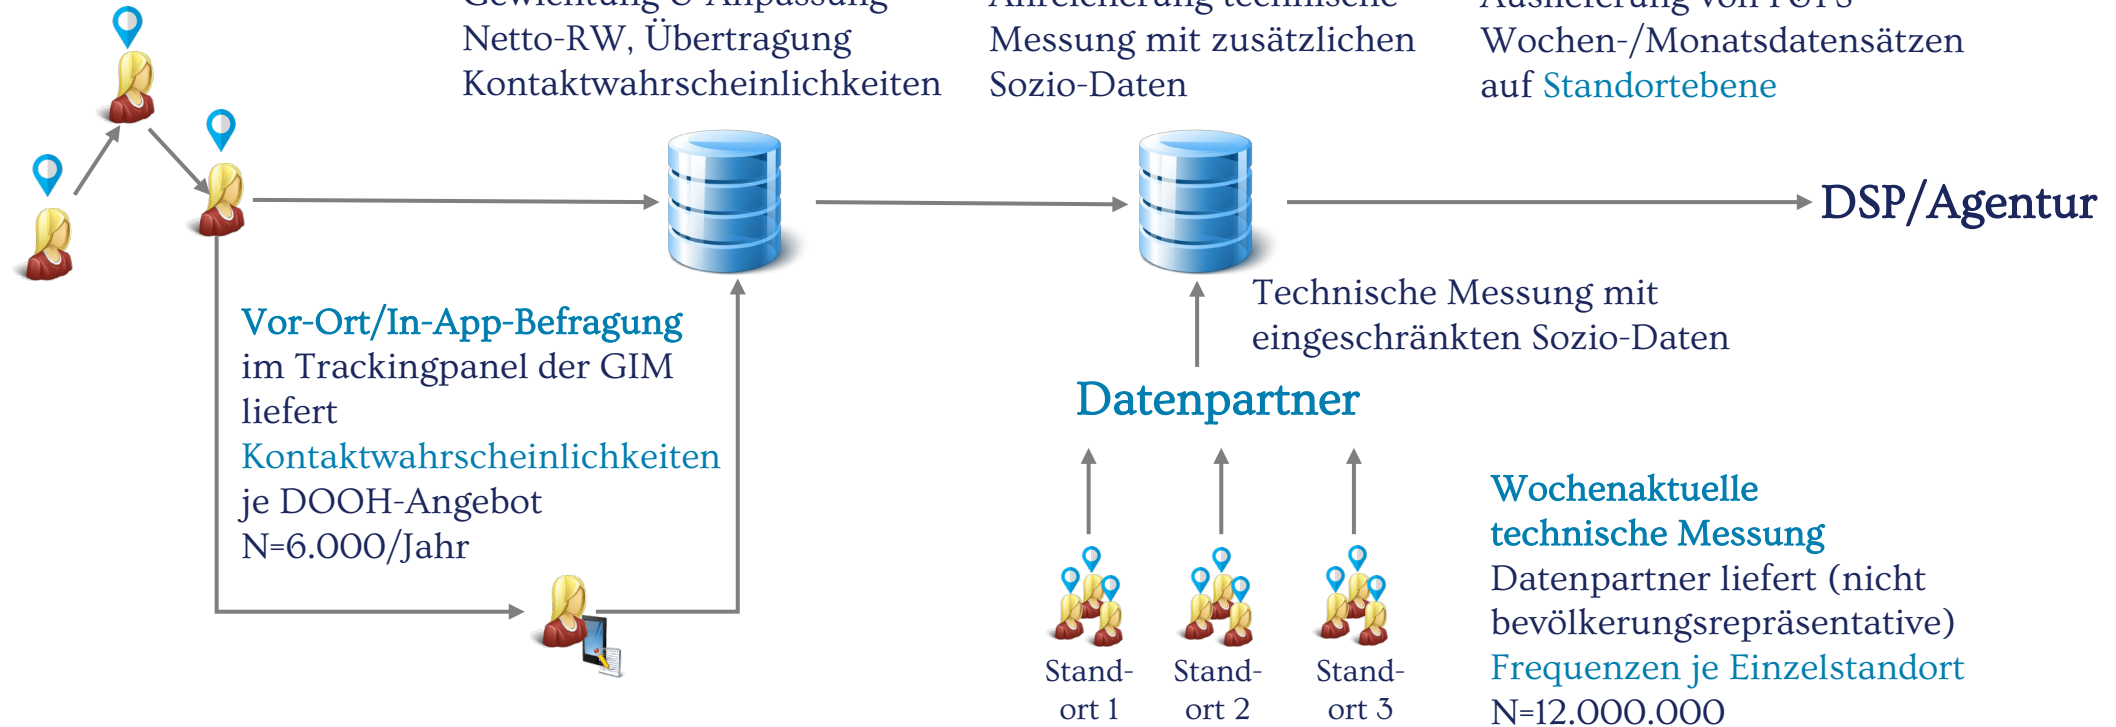 Netto-RW, Übertragung
Kontaktwahrscheinlichkeiten
Messung mit zusätzlichen
Sozio-Daten
Wochen-/Monatsdatensätzen
auf Standortebene
DSP/Agentur
Vor-Ort/In-App-Befragung
im Trackingpanel der GIM
liefert
Kontaktwahrscheinlichkeiten
je DOOH-Angebot
N=6.000/Jahr
Technische Messung mit
eingeschränkten Sozio-Daten
Datenpartner
Stand-
ort 1
Stand-
ort 2
Stand-
ort 3
Wochenaktuelle
technische Messung
Datenpartner liefert (nicht
bevölkerungsrepräsentative)
Frequenzen je Einzelstandort
N=12.000.000